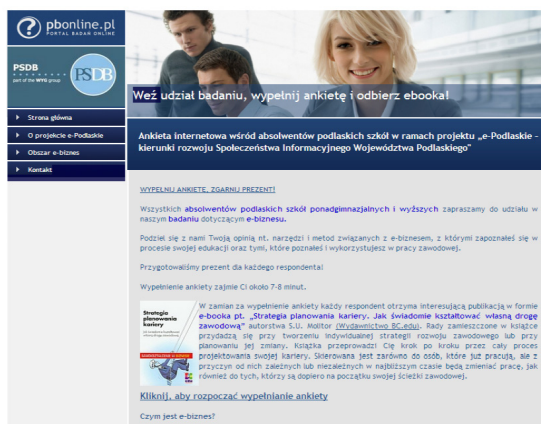 pbonline.pl
PORTAL BADAŃ ONLINE
PSDB
part of the WYG group
PSDB
Weź udział badaniu, wypełnij ankietę i odbierz ebooka!
Strona główna
O projekcie e-Podlaskie
Obszar e-biznes
Kontakt
Ankieta internetowa wśród absolwentów podlaskich szkół w ramach projektu „e-Podlaskie -
kierunki rozwoju Społeczeństwa Informacyjnego Województwa Podlaskiego”
WYPEŁNIJ ANKIETĘ, ZGARNIJ PREZENT!
Wszystkich absolwentów podlaskich szkół ponadgimnazjalnych i wyższych zapraszamy do udziału w
naszym badaniu dotyczącym e-biznesu.
Podziel się z nami Twoją opinią nt. narzędzi i metod związanych z e-biznesem, z którymi zapoznałeś się w
procesie swojej edukacji oraz tymi, które poznałeś i wykorzystujesz w pracy zawodowej.
Przygotowaliśmy prezent dla każdego respondenta!
Wypełnienie ankiety zajmie Ci około 7-8 minut.
Strategia
planowania
kariery
W zamian za wypełnienie ankiety każdy respondent otrzyma interesującą publikacją w formie
e-booka pt. „Strategia planowania kariery. Jak świadomie kształtować własną drogę
zawodową” autorstwa S.U. Molitor (Wydawnictwo BC.edu). Rady zamieszczone w książce
przydadzą się przy tworzeniu indywidualnej strategii rozwoju zawodowego lub przy
planowaniu jej zmiany. Książka przeprowadzi Cię krok po kroku przez cały proces
projektowania swojej kariery. Skierowana jest zarówno do osób, które już pracują, ale z
przyczyn od nich zależnych lub niezależnych w najbliższym czasie będą zmieniać pracę, jak
również do tych, którzy są dopiero na początku swojej ścieżki zawodowej.
Kliknij, aby rozpocząć wypełnianie ankiety
Czym jest e-biznes?